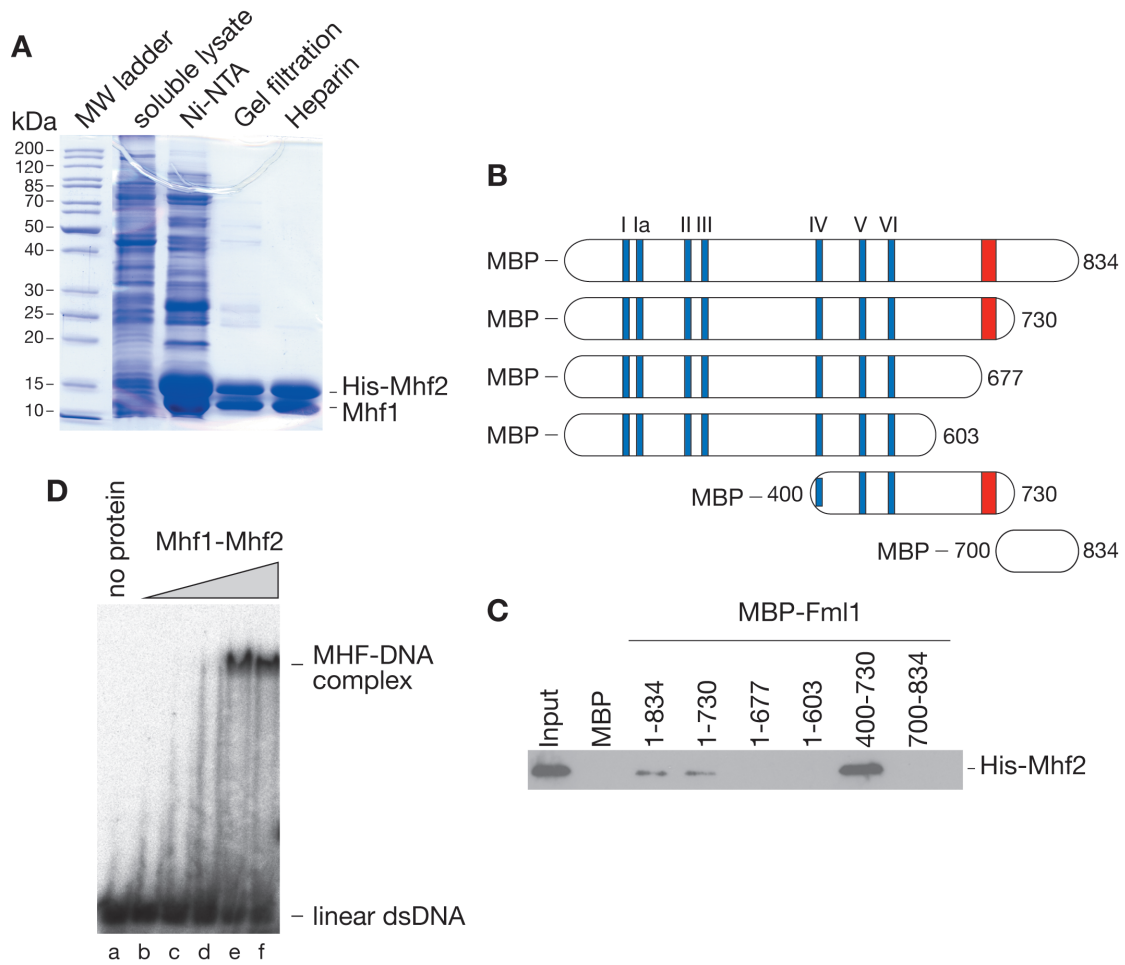 A
MW ladder
soluble lysate
Ni-NTA
Gel filtration
Heparin
kDa
200
120
85
70
50
40
30
25
20
15
10
His-Mhf2
Mhf1
B
I Ia II III IV V VI
MBP 834
MBP 730
MBP 677
MBP 603
MBP 400 730
MBP 700 834
C
MBP-Fml1
Input
MBP
1-834
1-730
1-677
1-603
400-730
700-834
His-Mhf2
D
no protein
Mhf1-Mhf2
MHF-DNA
complex
linear dsDNA
a b c d e f